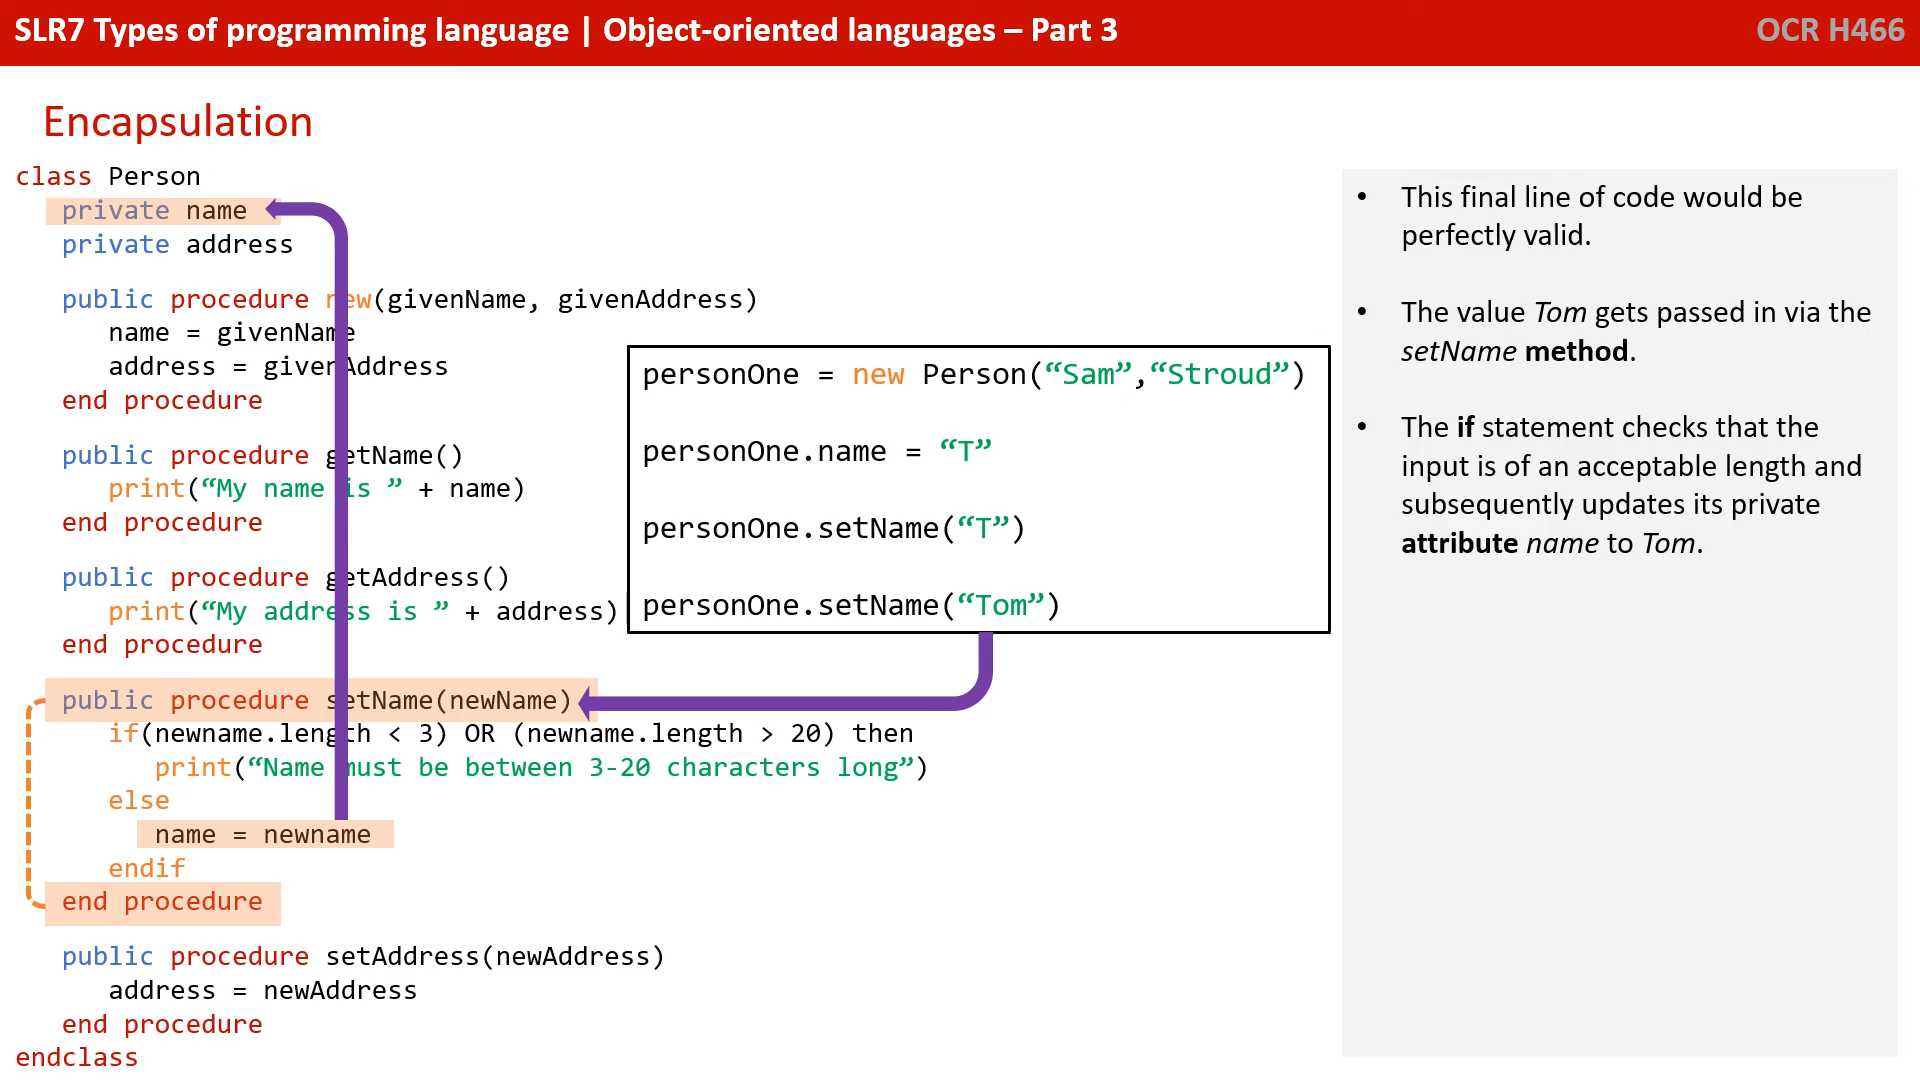 SLR7 Types of programming language | Object-oriented languages – Part 3
OCR H466
Encapsulation
class Person
private name
private address
public procedure new(givenName, givenAddress)
name = givenName
address = givenAddress
end procedure
public procedure getName()
print(“My name is ” + name)
end procedure
public procedure getAddress()
print(“My address is ” + address)
end procedure
public procedure setName(newName)
if(newname.length < 3) OR (newname.length > 20) then
print(“Name must be between 3-20 characters long”)
else
name = newname
endif
end procedure
public procedure setAddress(newAddress)
address = newAddress
end procedure
endclass
personOne = new Person(“Sam”,“Stroud”)
personOne.name = “T”
personOne.setName(“T”)
personOne.setName(“Tom”)
• This final line of code would be
perfectly valid.
• The value Tom gets passed in via the
setName method.
• The if statement checks that the
input is of an acceptable length and
subsequently updates its private
attribute name to Tom.